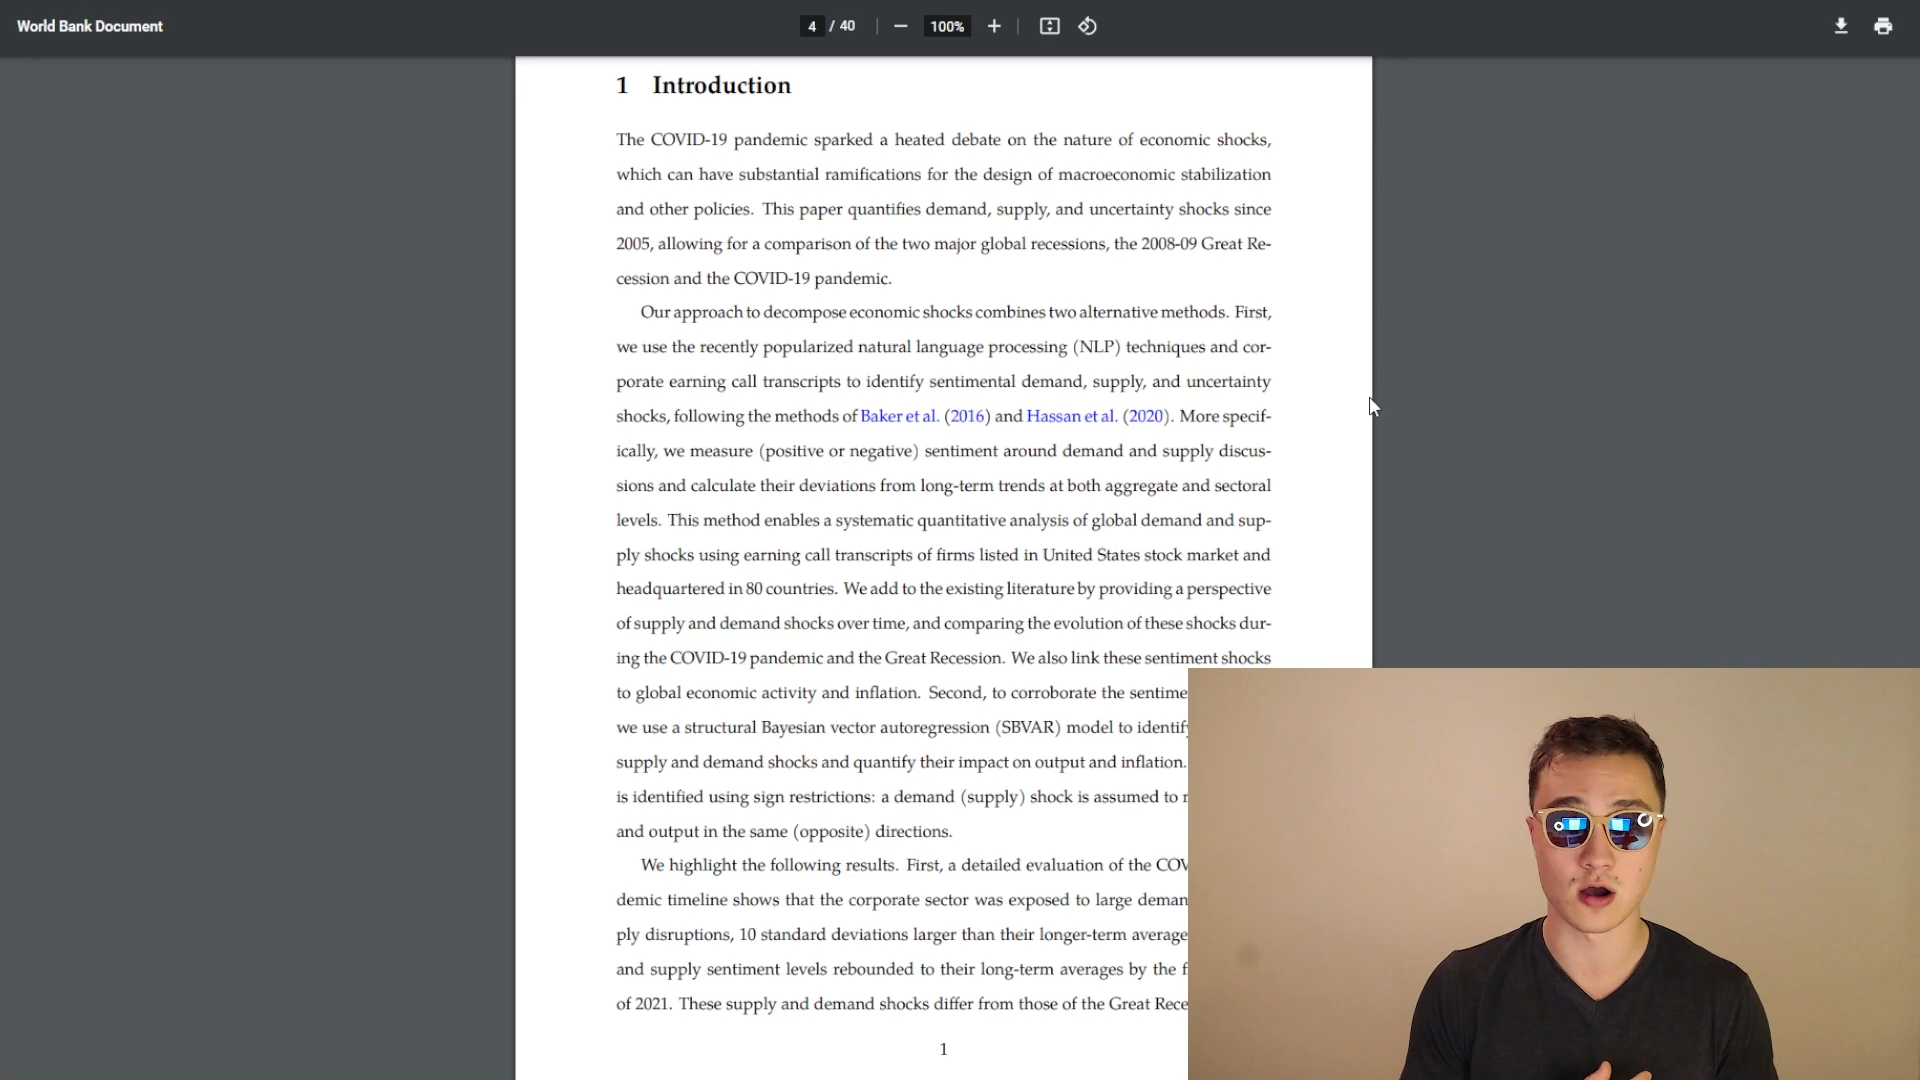 World Bank Document
4 / 40
100%
1 Introduction
The COVID-19 pandemic sparked a heated debate on the nature of economic shocks,
which can have substantial ramifications for the design of macroeconomic stabilization
and other policies. This paper quantifies demand, supply, and uncertainty shocks since
2005, allowing for a comparison of the two major global recessions, the 2008-09 Great Re-
cession and the COVID-19 pandemic.
Our approach to decompose economic shocks combines two alternative methods. First,
we use the recently popularized natural language processing (NLP) techniques and cor-
porate earning call transcripts to identify sentimental demand, supply, and uncertainty
shocks, following the methods of Baker et al. (2016) and Hassan et al. (2020). More specif-
ically, we measure (positive or negative) sentiment around demand and supply discus-
sions and calculate their deviations from long-term trends at both aggregate and sectoral
levels. This method enables a systematic quantitative analysis of global demand and sup-
ply shocks using earning call transcripts of firms listed in United States stock market and
headquartered in 80 countries. We add to the existing literature by providing a perspective
of supply and demand shocks over time, and comparing the evolution of these shocks dur-
ing the COVID-19 pandemic and the Great Recession. We also link these sentiment shocks
to global economic activity and inflation. Second, to corroborate the sentime
we use a structural Bayesian vector autoregression (SBVAR) model to identify
supply and demand shocks and quantify their impact on output and inflation.
is identified using sign restrictions: a demand (supply) shock is assumed to
and output in the same (opposite) directions.
We highlight the following results. First, a detailed evaluation of the COV
demic timeline shows that the corporate sector was exposed to large deman
ply disruptions, 10 standard deviations larger than their longer-term average
and supply sentiment levels rebounded to their long-term averages by the f
of 2021. These supply and demand shocks differ from those of the Great Rece
1